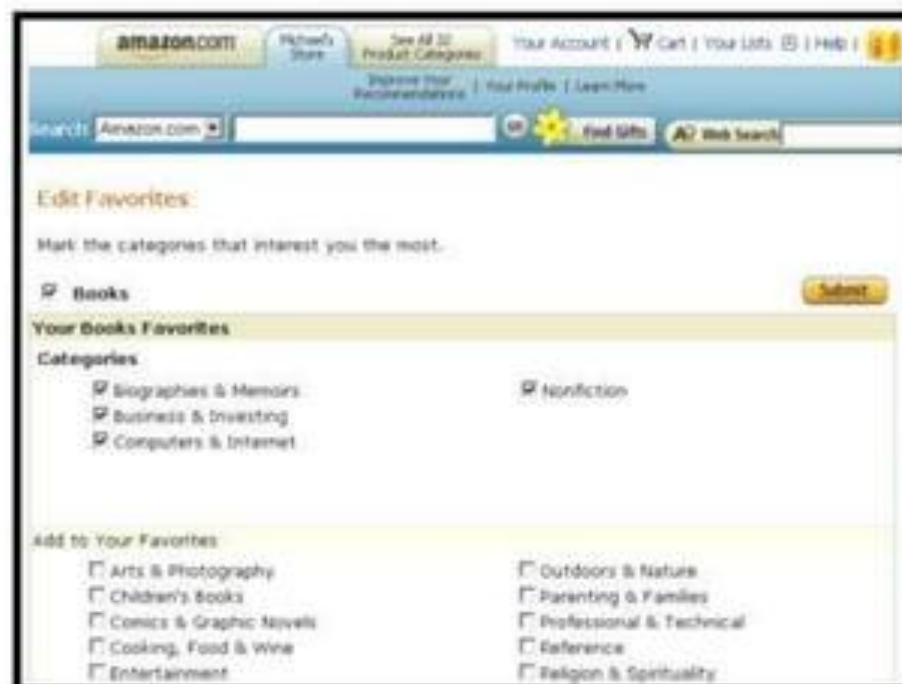 amazon.com Michael's Store See All 32 Product Categories Your Account | Cart | Your Lists | Help |
Improve Your Recommendations | Your Profile | Learn More
Search Amazon.com GO Find Gifts A9 Web Search
Edit Favorites
Mark the categories that interest you the most.
Books Submit
Your Books Favorites
Categories
Biographies & Memoirs Nonfiction
Business & Investing
Computers & Internet
Add to Your Favorites
Arts & Photography Outdoors & Nature
Children's Books Parenting & Families
Comics & Graphic Novels Professional & Technical
Cooking, Food & Wine Reference
Entertainment Religion & Spirituality